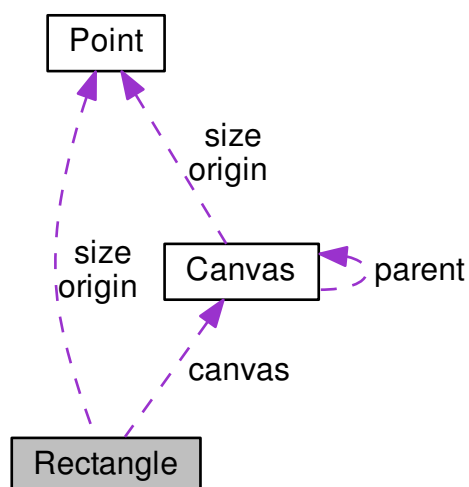 Point
size
origin
Canvas
parent
size
origin
canvas
Rectangle